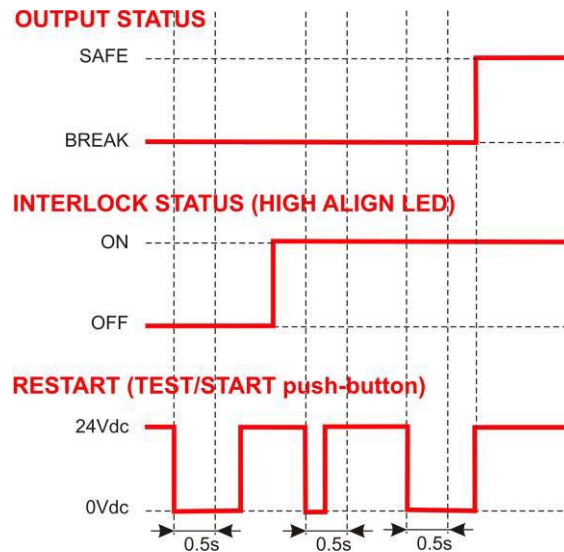 OUTPUT STATUS
SAFE
BREAK
INTERLOCK STATUS (HIGH ALIGN LED)
ON
OFF
RESTART (TEST/START push-button)
24Vdc
0Vdc
0.5s 0.5s 0.5s